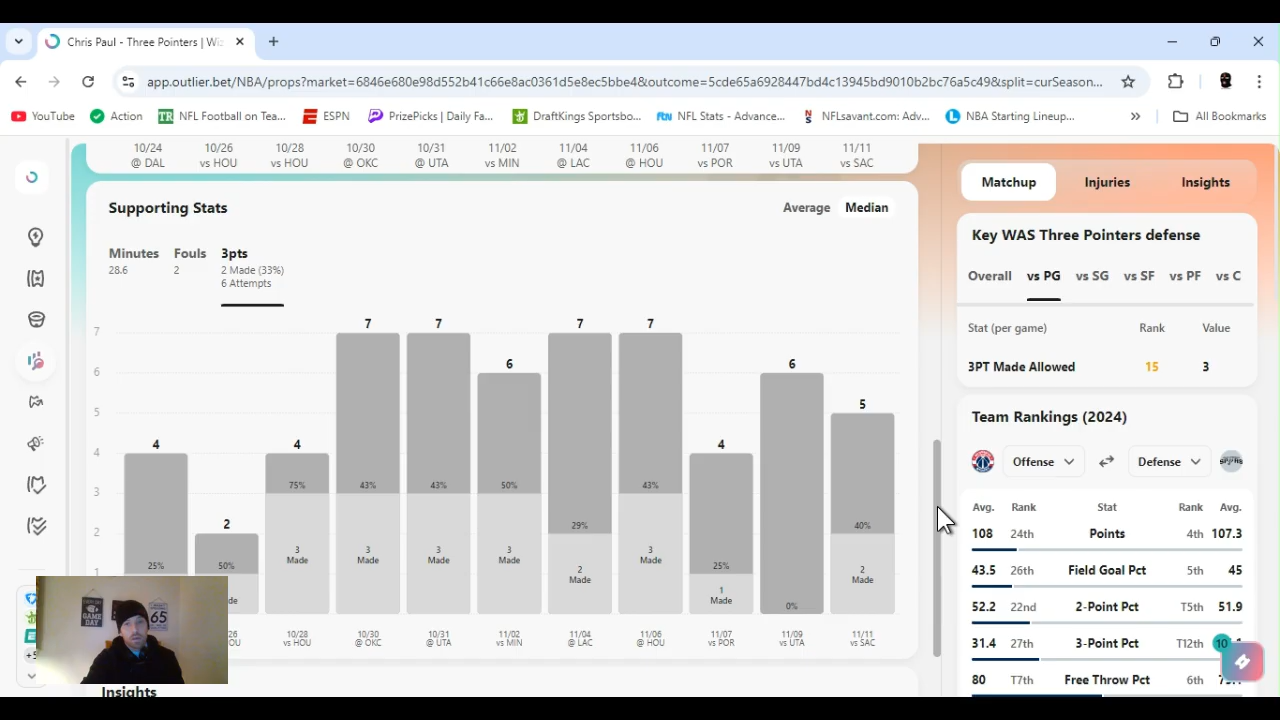 Chris Paul - Three Pointers | Wiz
app.outlier.bet/NBA/props?market=6846e680e98d552b41c66e8ac0361d5e8ec5bbe4&outcome=5cde65a6928447bd4c13945bd9010b2bc76a5c49&split=curSeason...
YouTube Action NFL Football on Tea... ESPN PrizePicks | Daily Fa... DraftKings Sportsbo... NFL Stats - Advance... NFLsavant.com: Adv... NBA Starting Lineup... » All Bookmarks
10/24 10/26 10/28 10/30 10/31 11/02 11/04 11/06 11/07 11/09 11/11
@ DAL vs HOU vs HOU @ OKC @ UTA vs MIN @ LAC @ HOU vs POR vs UTA vs SAC
Supporting Stats
Average Median
Minutes Fouls 3pts
28.6 2 2 Made (33%)
6 Attempts
7 7 7 7
7
6 6
6
5
5
4 4 4
4
75% 43% 43% 50% 43%
3
2
29% 40%
2
3 3 3 3 3
Made Made Made Made Made
2 2
Made Made
25% 50% 25%
1
1
Made
de
0%
26 10/28 10/30 10/31 11/02 11/04 11/06 11/07 11/09 11/11
HOU vs HOU @ OKC @ UTA vs MIN @ LAC @ HOU vs POR vs UTA vs SAC
Insights
GAME
DAY
65
Matchup Injuries Insights
Key WAS Three Pointers defense
Overall vs PG vs SG vs SF vs PF vs C
Stat (per game) Rank Value
3PT Made Allowed 15 3
Team Rankings (2024)
Offense Defense SPURS
Avg. Rank Stat Rank Avg.
108 24th Points 4th 107.3
43.5 26th Field Goal Pct 5th 45
52.2 22nd 2-Point Pct T5th 51.9
31.4 27th 3-Point Pct T12th
80 T7th Free Throw Pct 6th